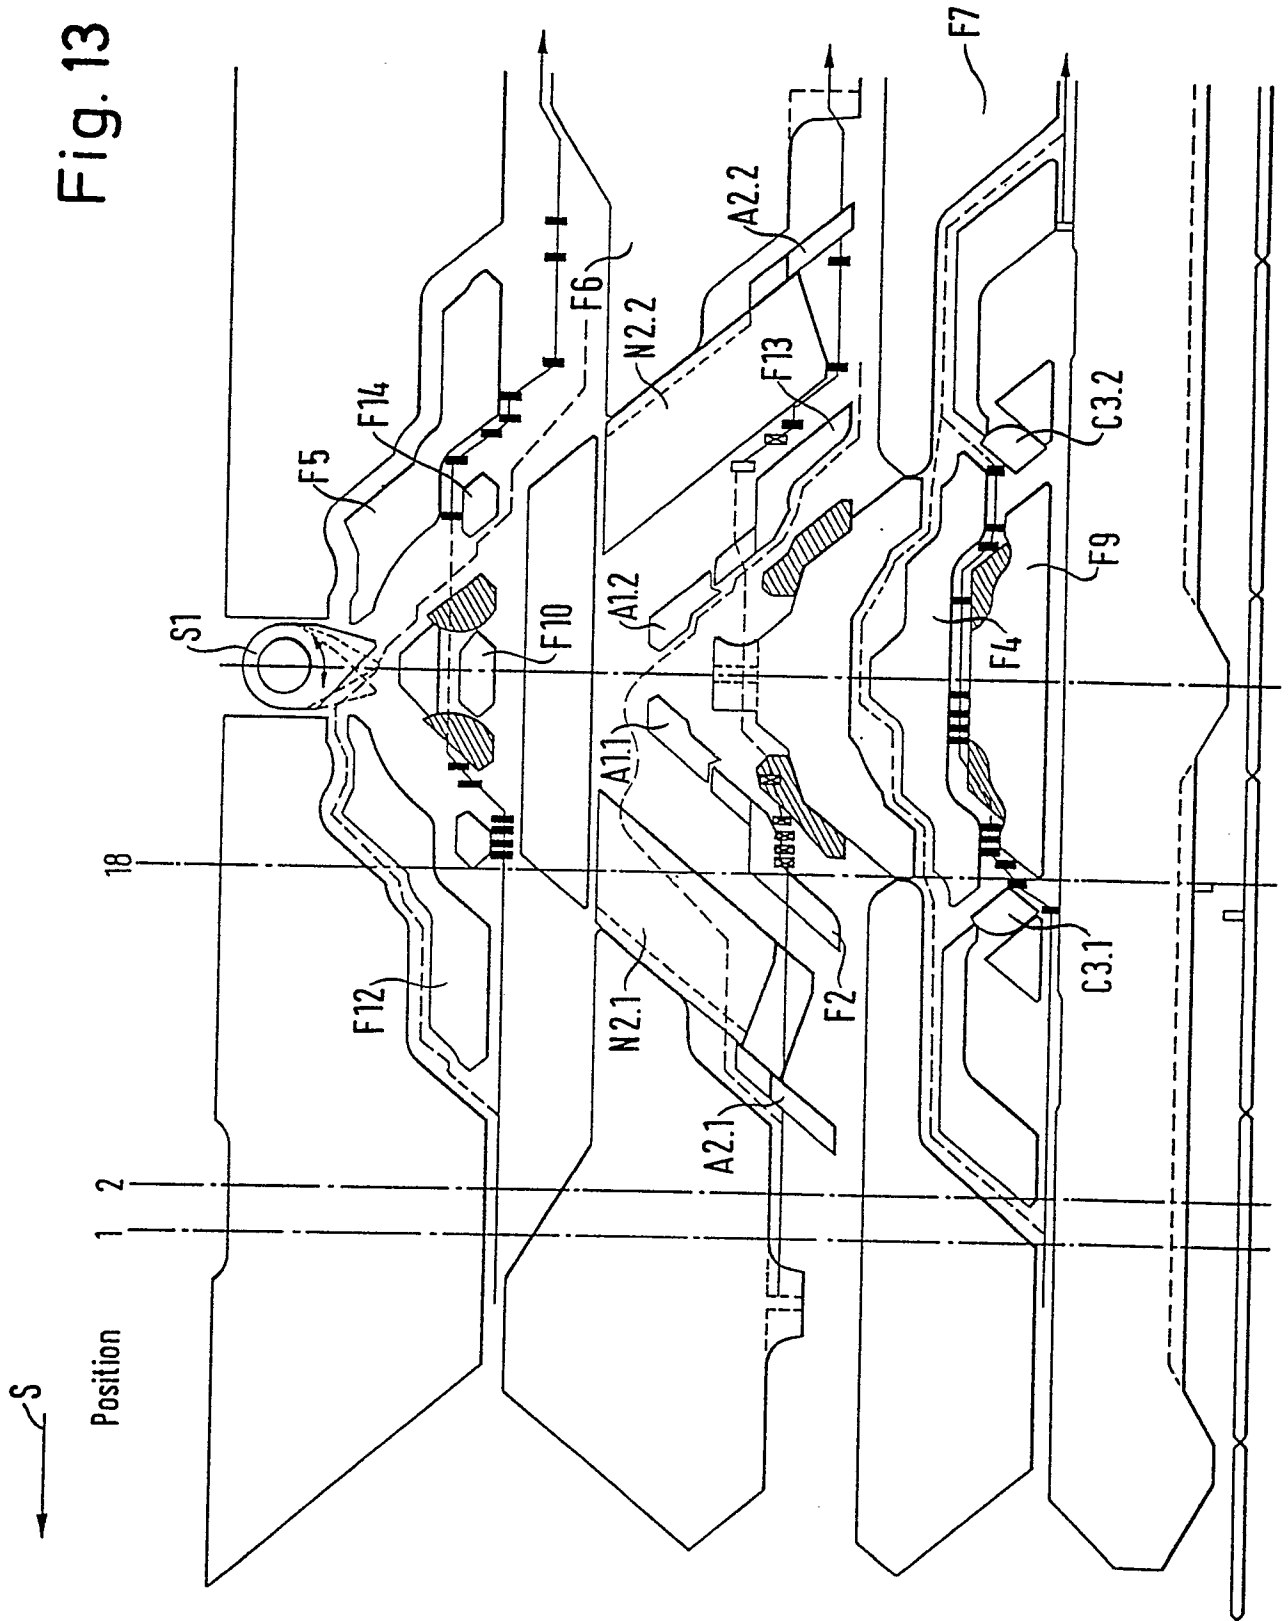 Fig. 13
S
Position
1
2
18
S1
F5
F14
F12
F10
F6
F7
N2.2
A2.2
F13
A1.2
A1.1
N2.1
A2.1
F2
F4
F9
C3.1
C3.2